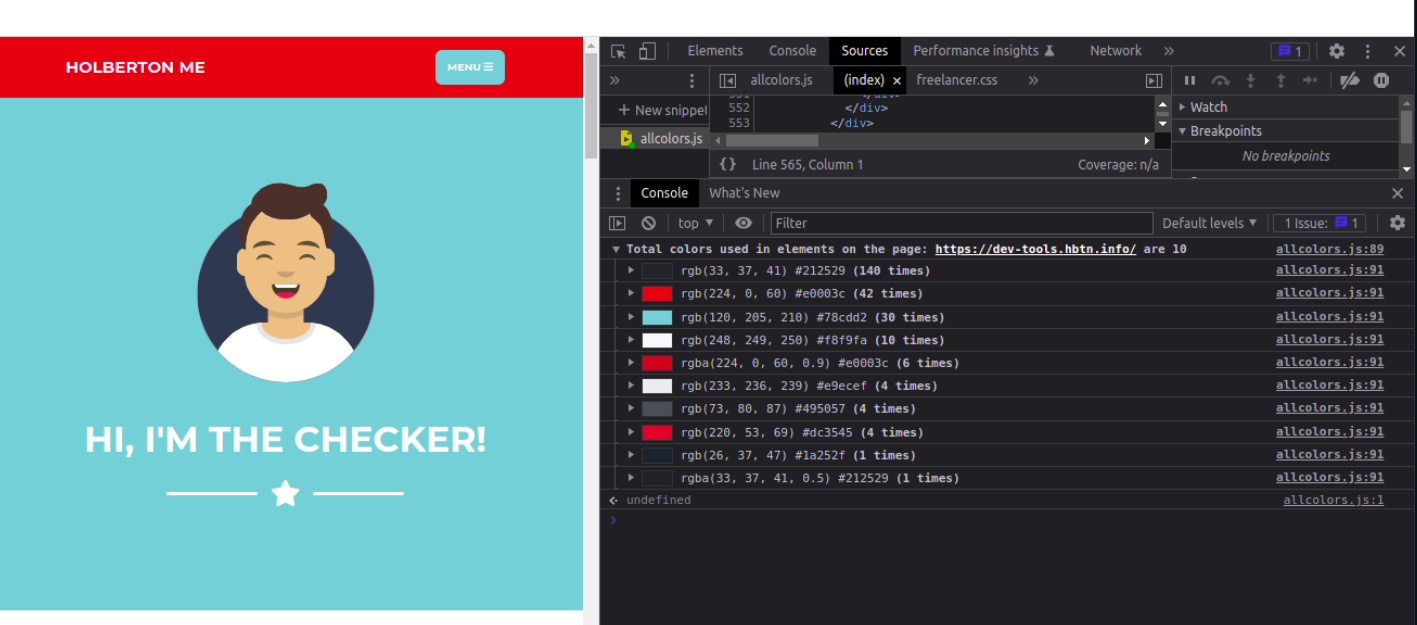 HOLBERTON ME
MENU
HI, I'M THE CHECKER!
Elements Console Sources Performance insights Network » 1
» allcolors.js (index) × freelancer.css »
+ New snippet
allcolors.js
552 </div>
553 </div>
{} Line 565, Column 1 Coverage: n/a
Watch
Breakpoints
No breakpoints
Console What's New
top Filter Default levels 1 Issue: 1
Total colors used in elements on the page: https://dev-tools.hbtn.info/ are 10 allcolors.js:89
rgb(33, 37, 41) #212529 (140 times) allcolors.js:91
rgb(224, 0, 60) #e0003c (42 times) allcolors.js:91
rgb(120, 205, 210) #78cdd2 (30 times) allcolors.js:91
rgb(248, 249, 250) #f8f9fa (10 times) allcolors.js:91
rgba(224, 0, 60, 0.9) #e0003c (6 times) allcolors.js:91
rgb(233, 236, 239) #e9ecef (4 times) allcolors.js:91
rgb(73, 80, 87) #495057 (4 times) allcolors.js:91
rgb(220, 53, 69) #dc3545 (4 times) allcolors.js:91
rgb(26, 37, 47) #1a252f (1 times) allcolors.js:91
rgba(33, 37, 41, 0.5) #212529 (1 times) allcolors.js:91
undefined allcolors.js:1